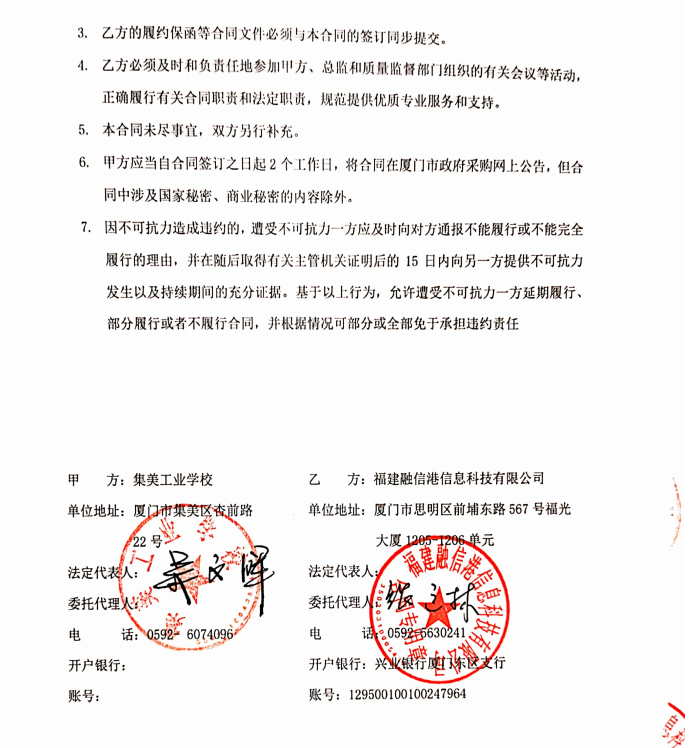 3. 乙方的履约保函等合同文件必须与本合同的签订同步提交。
4. 乙方必须及时和负责任地参加甲方、总监和质量监督部门组织的有关会议等活动，
正确履行有关合同职责和法定职责，规范提供优质专业服务和支持。
5. 本合同未尽事宜，双方另行补充。
6. 甲方应当自合同签订之日起 2 个工作日，将合同在厦门市政府采购网上公告，但合
同中涉及国家秘密、商业秘密的内容除外。
7. 因不可抗力造成违约的，遭受不可抗力一方应及时向对方通报不能履行或不能完全
履行的理由，并在随后取得有关主管机关证明后的 15 日内向另一方提供不可抗力
发生以及持续期间的充分证据。基于以上行为，允许遭受不可抗力一方延期履行、
部分履行或者不履行合同，并根据情况可部分或全部免于承担违约责任
甲 方：集美工业学校
单位地址：厦门市集美区杏前路
22 号
法定代表人：
委托代理人：
电 话：0592- 6074096
开户银行：
账号：
乙 方：福建融信港信息科技有限公司
单位地址：厦门市思明区前埔东路 567 号福光
大厦 1205-1206 单元
法定代表人：
委托代理人：
电 话：0592-5630241
开户银行：兴业银行厦门东区支行
账号：129500100100247964
福建融信港信息科技有限公司